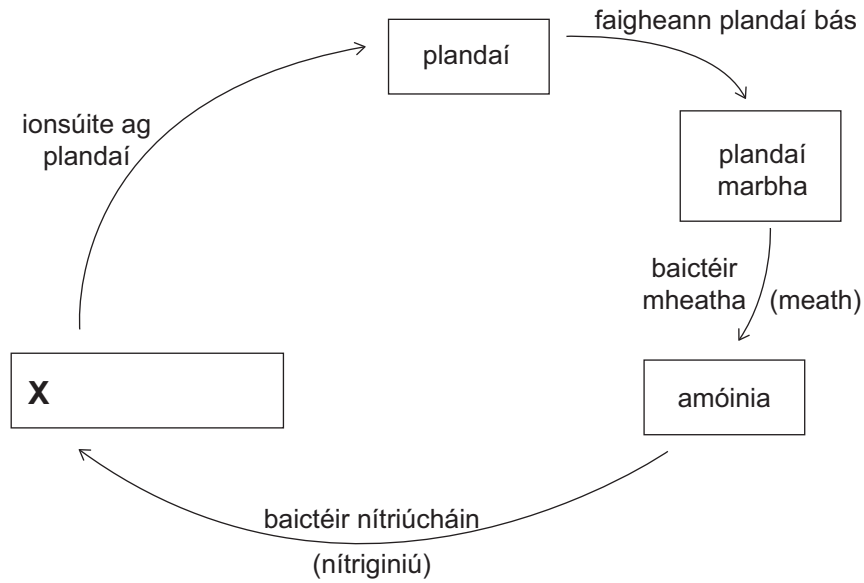 faigheann plandaí bás
plandaí
ionsúite ag
plandaí
plandaí
marbha
baictéir
mheatha (meath)
X
amóinia
baictéir nítriúcháin
(nítriginiú)